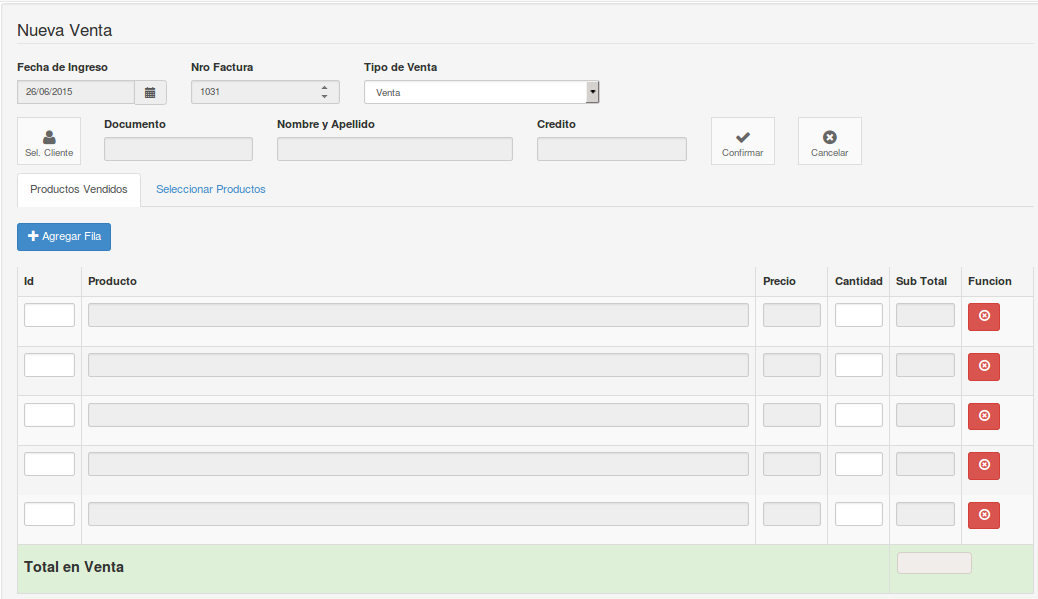 Nueva Venta
Fecha de Ingreso Nro Factura Tipo de Venta
26/06/2015 1031 Venta
Documento Nombre y Apellido Credito
Sel. Cliente Confirmar Cancelar
Productos Vendidos Seleccionar Productos
Agregar Fila
Id Producto Precio Cantidad Sub Total Funcion
Total en Venta